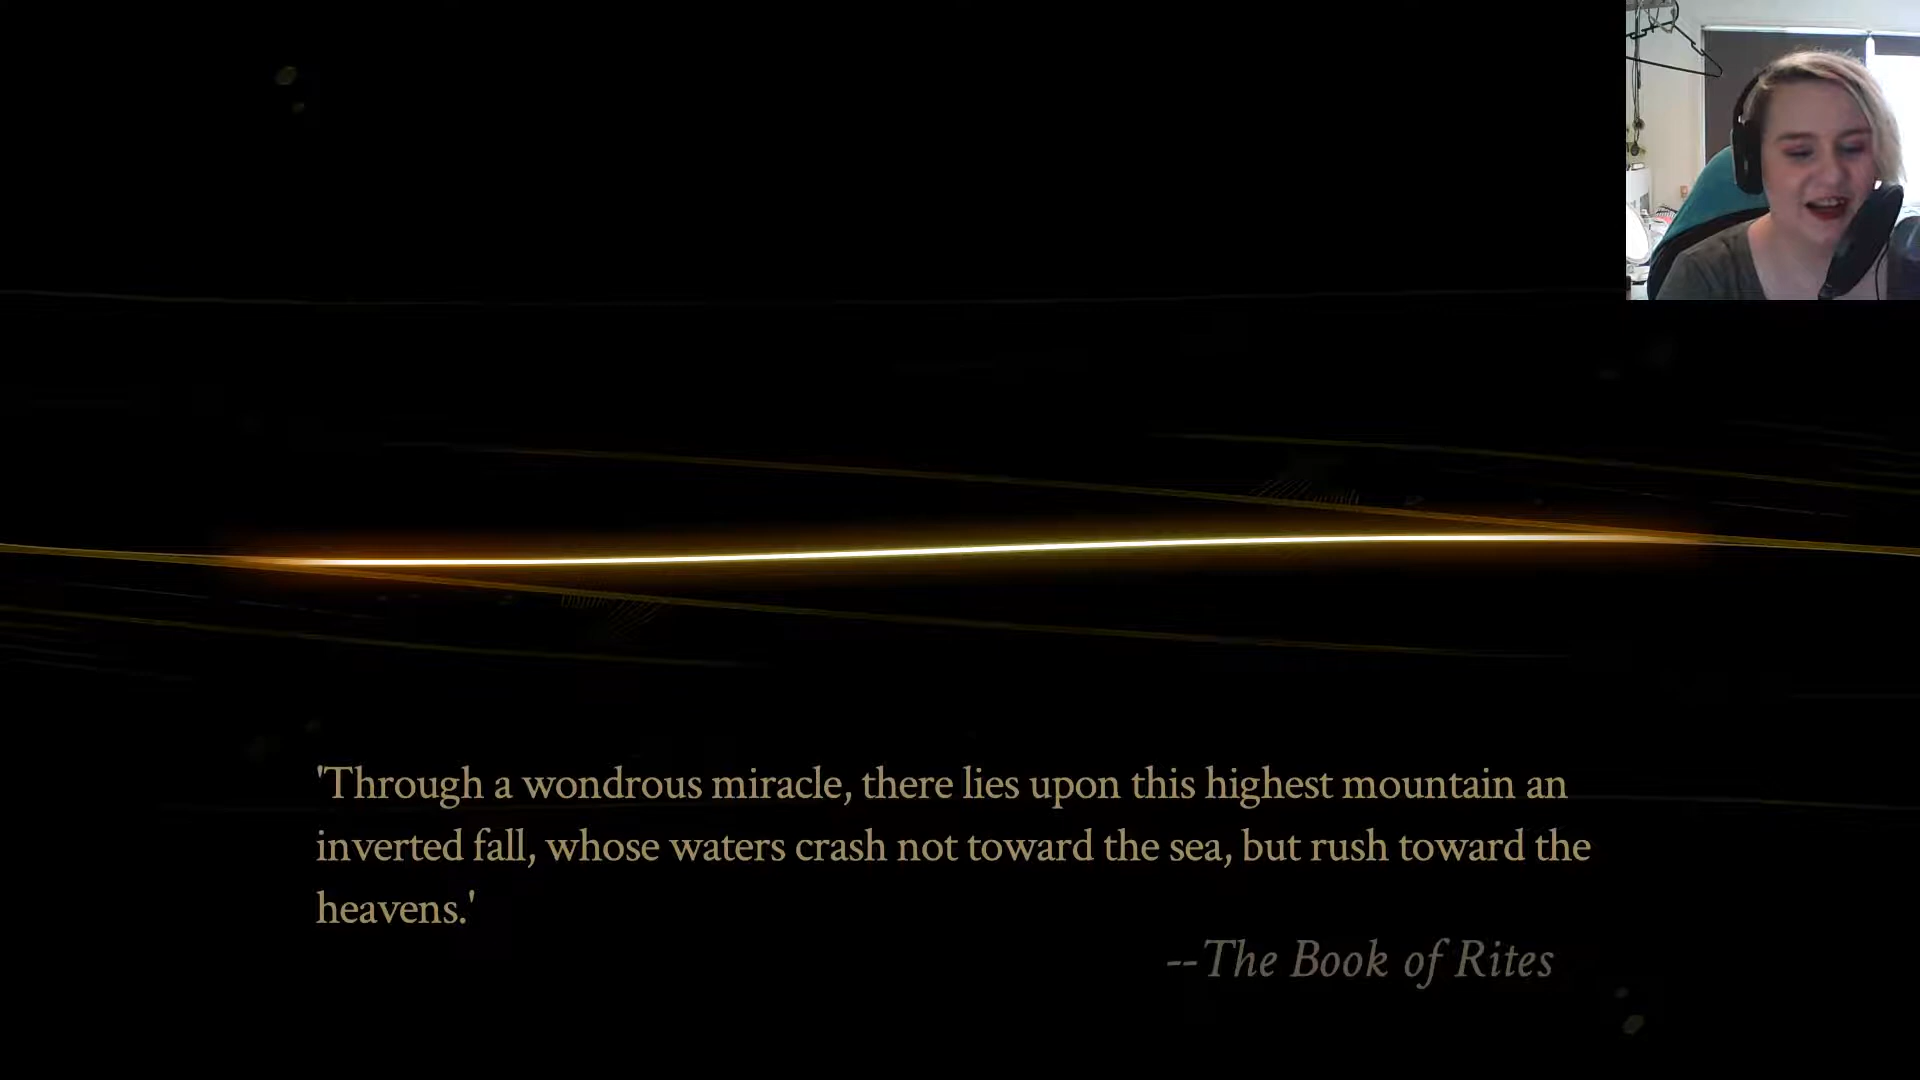 'Through a wondrous miracle, there lies upon this highest mountain an
inverted fall, whose waters crash not toward the sea, but rush toward the
heavens.'
--The Book of Rites